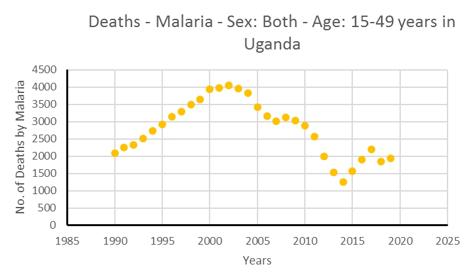 Deaths - Malaria - Sex: Both - Age: 15-49 years in
Uganda
No. of Deaths by Malaria
4500
4000
3500
3000
2500
2000
1500
1000
500
0
1985 1990 1995 2000 2005 2010 2015 2020 2025
Years